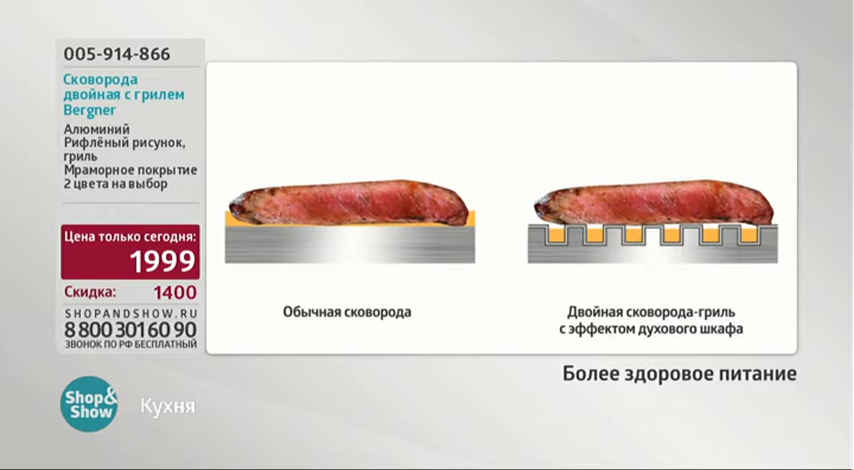 005-914-866
Сковорода
двойная с грилем
Bergner
Алюминий
Рифлёный рисунок,
гриль
Мраморное покрытие
2 цвета на выбор
Цена только сегодня:
1999
Скидка: 1400
SHOPANDSHOW.RU
8 800 301 60 90
ЗВОНОК ПО РФ БЕСПЛАТНЫЙ
Обычная сковорода
Двойная сковорода-гриль
с эффектом духового шкафа
Более здоровое питание
Shop&
Show
Кухня